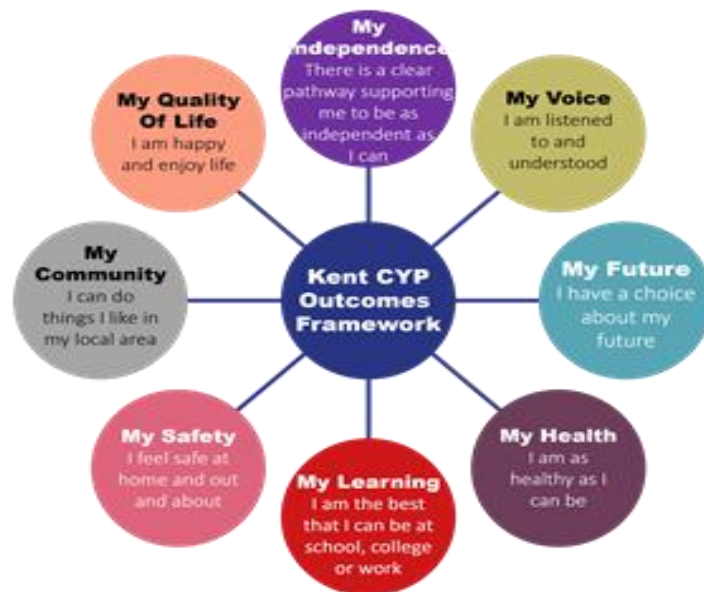 My
Independence
There is a clear
pathway supporting
me to be as
independent as
I can
My Voice
I am listened
to and
understood
My Future
I have a choice
about my
future
My Health
I am as
healthy as I
can be
My Learning
I am the best
that I can be at
school, college
or work
My Safety
I feel safe at
home and out
and about
My
Community
I can do
things I like in
my local area
My Quality
Of Life
I am happy
and enjoy life
Kent CYP
Outcomes
Framework